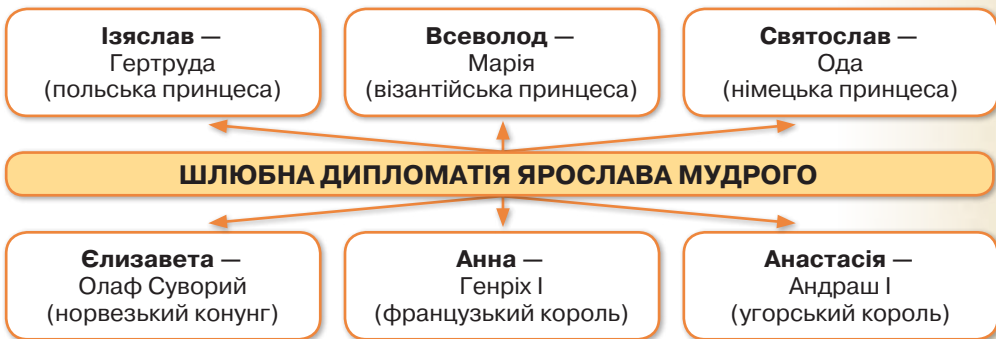 Ізяслав —
Гертруда
(польська принцеса)
Всеволод —
Марія
(візантійська принцеса)
Святослав —
Ода
(німецька принцеса)
ШЛЮБНА ДИПЛОМАТІЯ ЯРОСЛАВА МУДРОГО
Єлизавета —
Олаф Суворий
(норвезький конунг)
Анна —
Генріх І
(французький король)
Анастасія —
Андраш І
(угорський король)